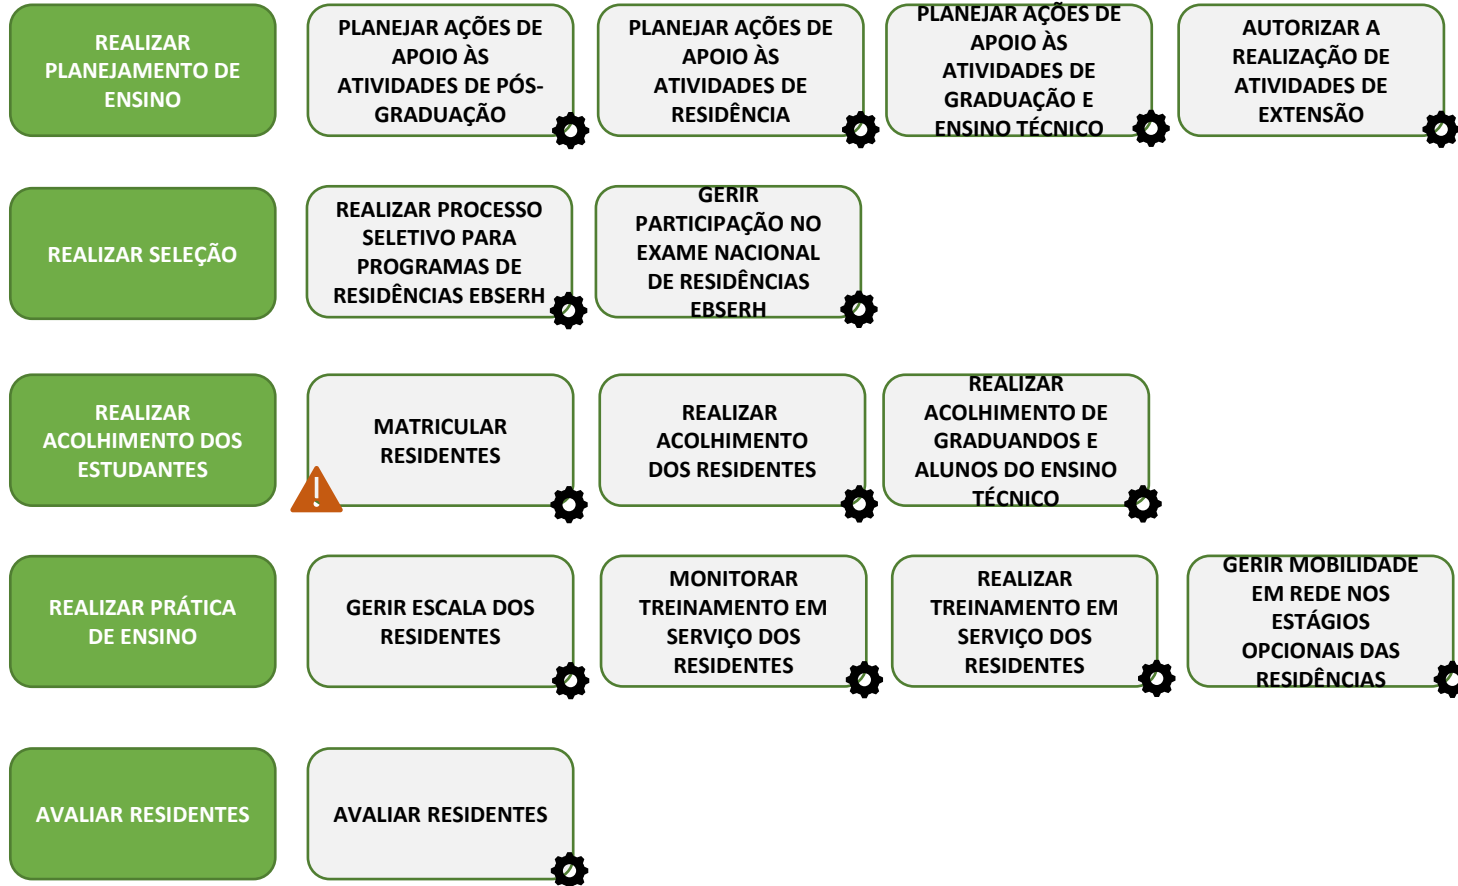 REALIZAR
PLANEJAMENTO DE
ENSINO
PLANEJAR AÇÕES DE
APOIO ÀS
ATIVIDADES DE PÓS-
GRADUAÇÃO
PLANEJAR AÇÕES DE
APOIO ÀS
ATIVIDADES DE
RESIDÊNCIA
PLANEJAR AÇÕES DE
APOIO ÀS
ATIVIDADES DE
GRADUAÇÃO E
ENSINO TÉCNICO
AUTORIZAR A
REALIZAÇÃO DE
ATIVIDADES DE
EXTENSÃO
REALIZAR SELEÇÃO
REALIZAR PROCESSO
SELETIVO PARA
PROGRAMAS DE
RESIDÊNCIAS EBSERH
GERIR
PARTICIPAÇÃO NO
EXAME NACIONAL
DE RESIDÊNCIAS
EBSERH
REALIZAR
ACOLHIMENTO DOS
ESTUDANTES
MATRICULAR
RESIDENTES
REALIZAR
ACOLHIMENTO
DOS RESIDENTES
REALIZAR
ACOLHIMENTO DE
GRADUANDOS E
ALUNOS DO ENSINO
TÉCNICO
REALIZAR PRÁTICA
DE ENSINO
GERIR ESCALA DOS
RESIDENTES
MONITORAR
TREINAMENTO EM
SERVIÇO DOS
RESIDENTES
REALIZAR
TREINAMENTO EM
SERVIÇO DOS
RESIDENTES
GERIR MOBILIDADE
EM REDE NOS
ESTÁGIOS
OPCIONAIS DAS
RESIDÊNCIAS
AVALIAR RESIDENTES
AVALIAR RESIDENTES